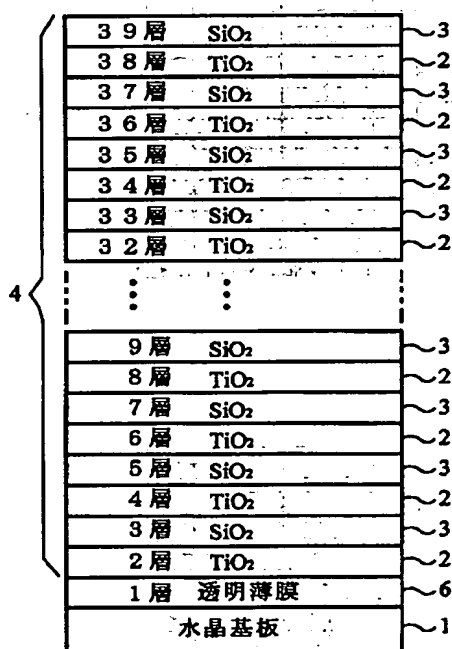 39層 SiO₂ 3
38層 TiO₂ 2
37層 SiO₂ 3
36層 TiO₂ 2
35層 SiO₂ 3
34層 TiO₂ 2
33層 SiO₂ 3
32層 TiO₂ 2
4
9層 SiO₂ 3
8層 TiO₂ 2
7層 SiO₂ 3
6層 TiO₂ 2
5層 SiO₂ 3
4層 TiO₂ 2
3層 SiO₂ 3
2層 TiO₂ 2
1層 透明薄膜 6
水晶基板 1